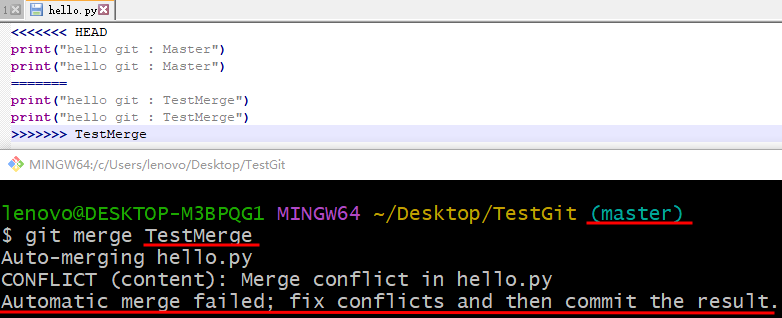 1
hello.py
<<<<<<< HEAD
print("hello git : Master")
print("hello git : Master")
=======
print("hello git : TestMerge")
print("hello git : TestMerge")
>>>>>>> TestMerge
MINGW64:/c/Users/lenovo/Desktop/TestGit
lenovo@DESKTOP-M3BPQG1 MINGW64 ~/Desktop/TestGit (master)
$ git merge TestMerge
Auto-merging hello.py
CONFLICT (content): Merge conflict in hello.py
Automatic merge failed; fix conflicts and then commit the result.